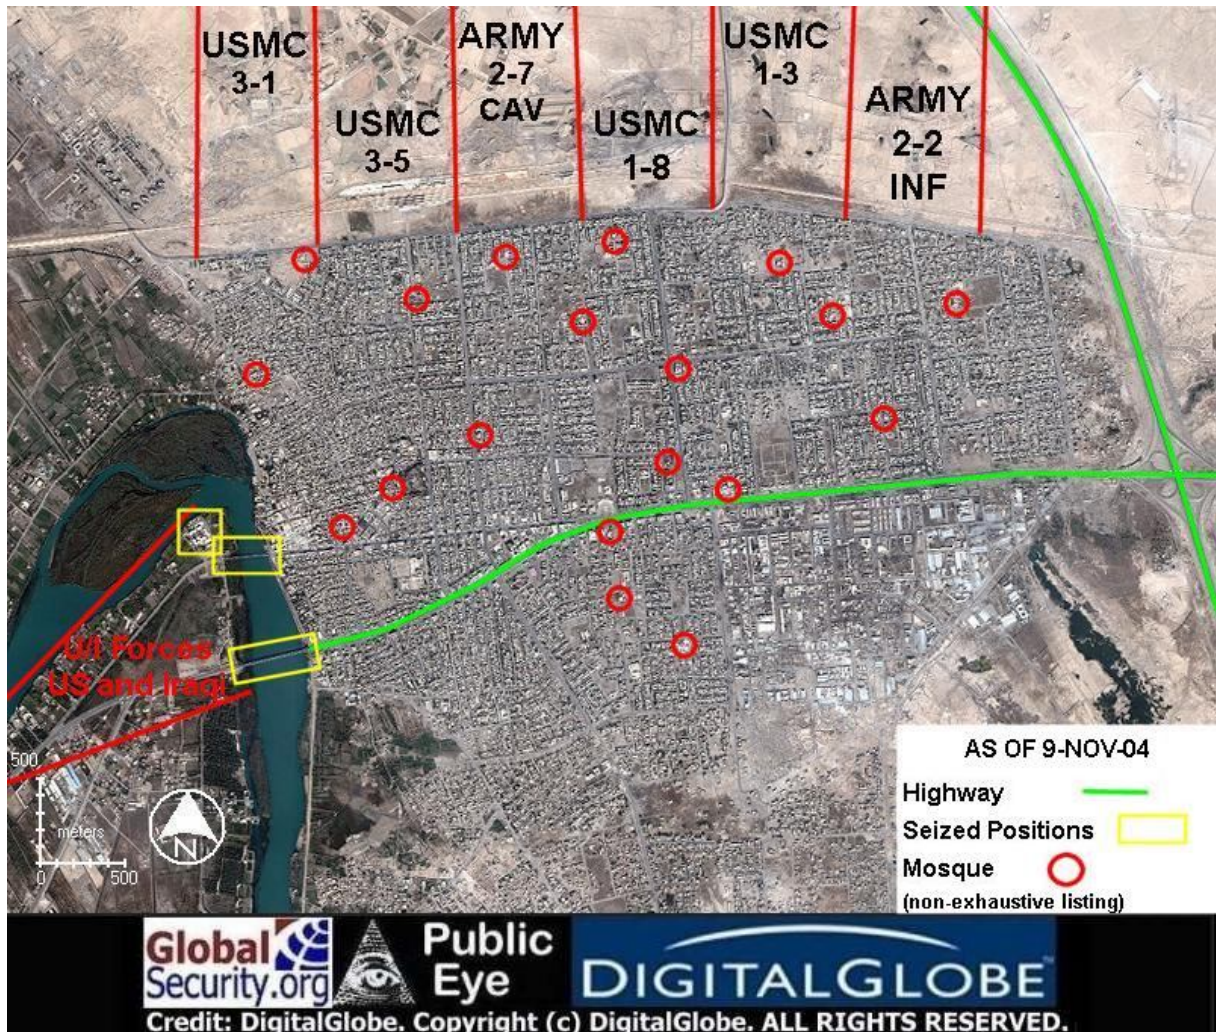 USMC
3-1
USMC
3-5
ARMY
2-7
CAV
USMC
1-8
USMC
1-3
ARMY
2-2
INF
U/I Forces
US and Iraqi
500
meters
0 500
N
AS OF 9-NOV-04
Highway
Seized Positions
Mosque
(non-exhaustive listing)
Global
Security.org
Public
Eye
DIGITALGLOBE
Credit: DigitalGlobe. Copyright (c) DigitalGlobe. ALL RIGHTS RESERVED.